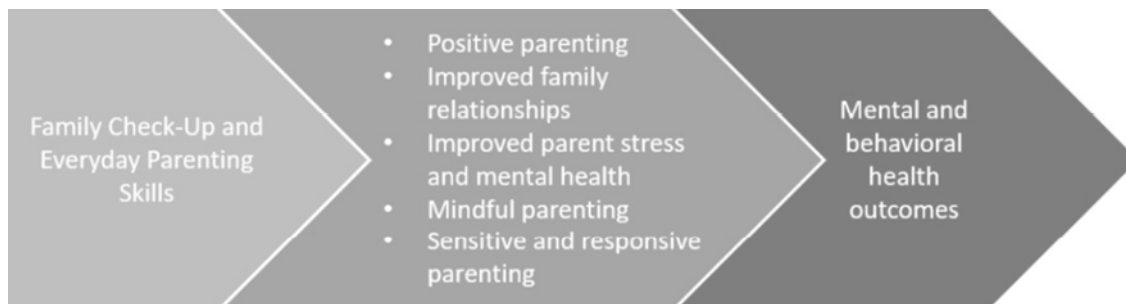 Family Check-Up and
Everyday Parenting
Skills
• Positive parenting
• Improved family
relationships
• Improved parent stress
and mental health
• Mindful parenting
• Sensitive and responsive
parenting
Mental and
behavioral
health
outcomes